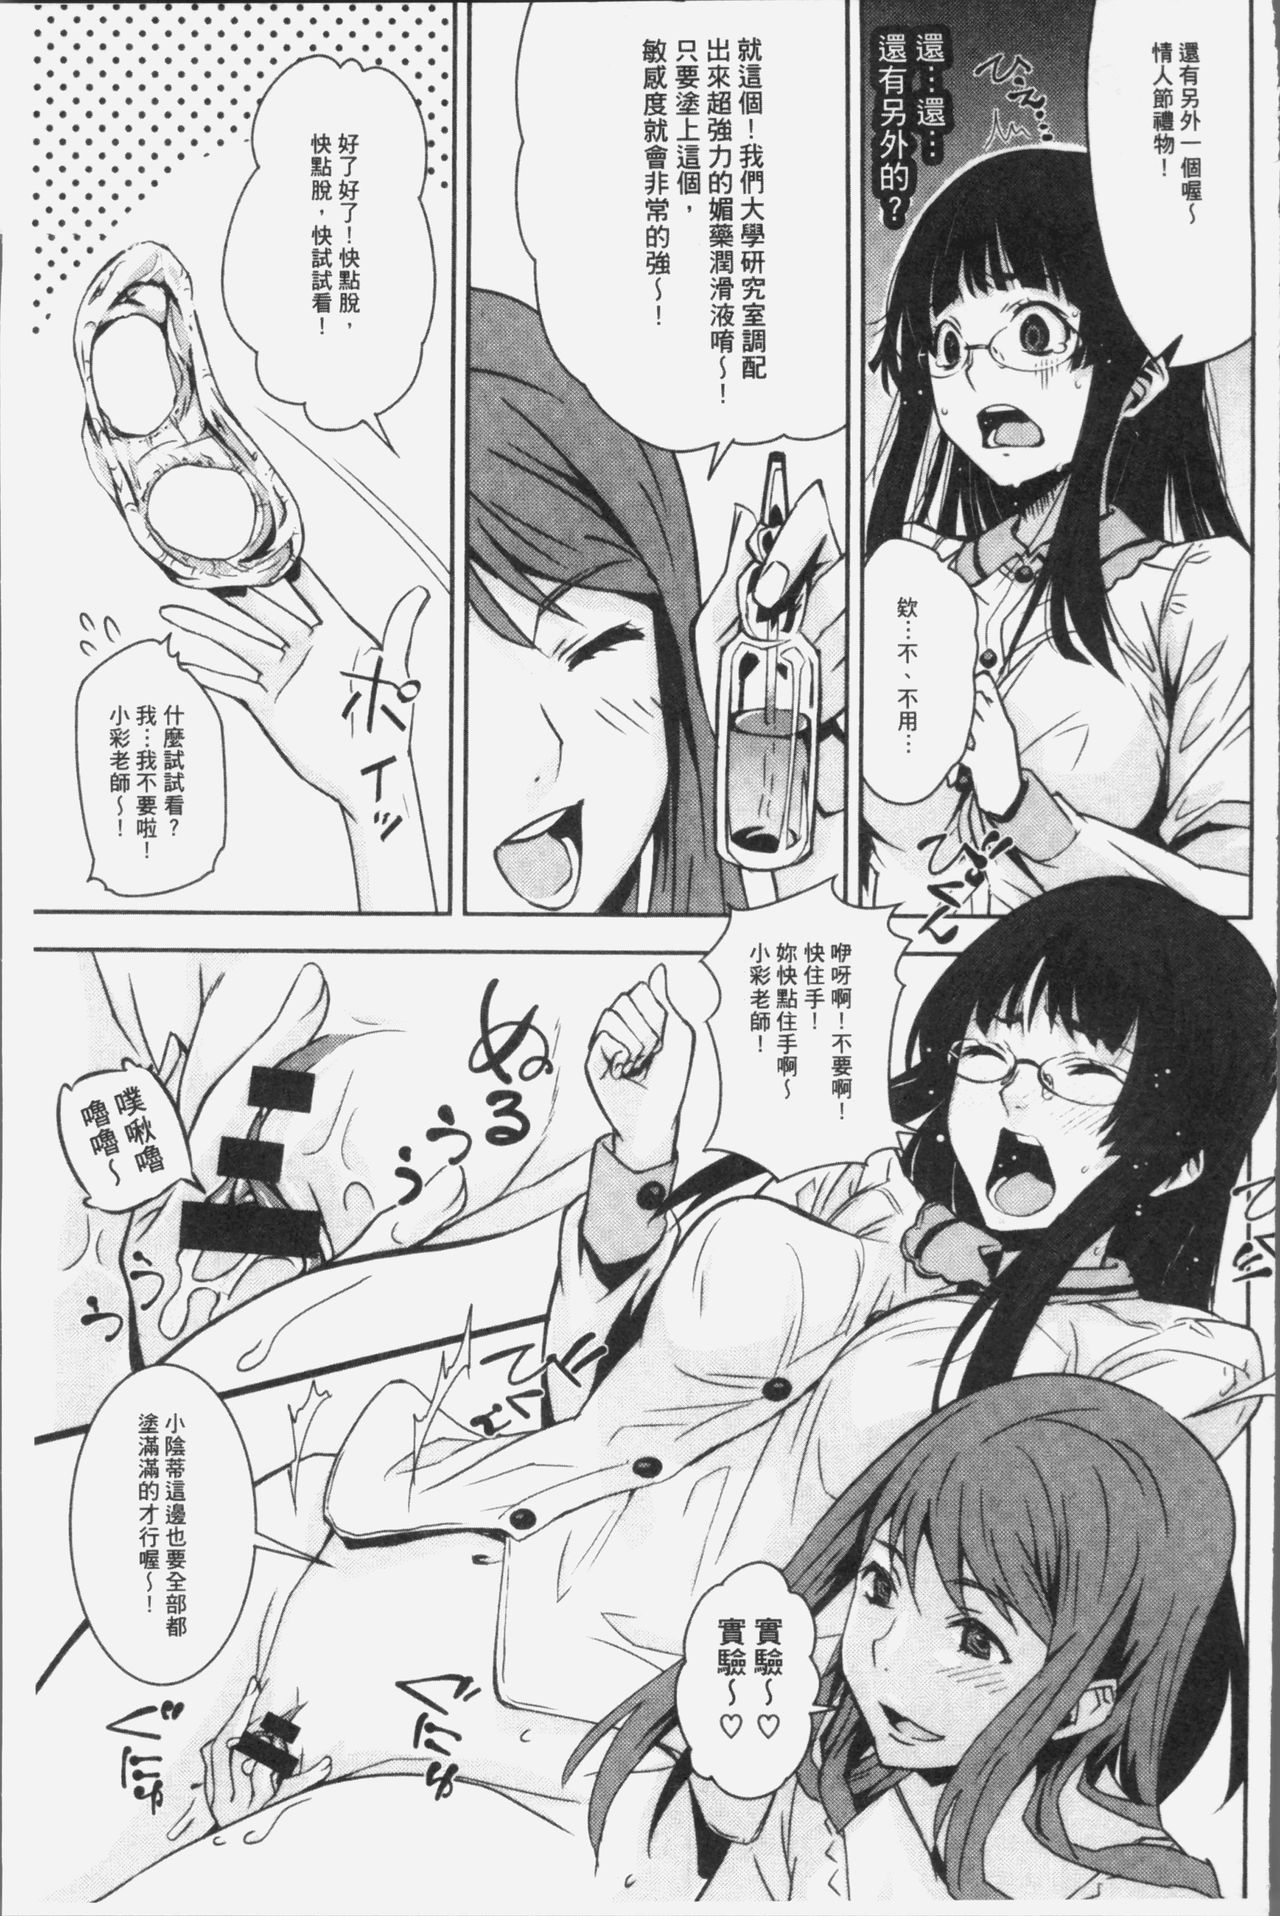 還有另外一個喔～
情人節禮物！
還…還…
還有另外的？
ひえん…
欸…不、不用…
就這個！我們大學研究室調配
出來超強力的媚藥潤滑液唷～！
只要塗上這個，
敏感度就會非常的強～！
好了好了！快點脫，
快點脫，快試試看！
ポイッ
什麼試試看？
我…我不要啦！
小彩老師～！
咿呀啊！不要啊！
快住手！
妳快點住手啊～
小彩老師！
ぬる
うう
噗啾嚕
嚕嚕～
うう
小陰蒂這邊也要全部都
塗滿滿的才行喔～！
實驗～♡
實驗～♡